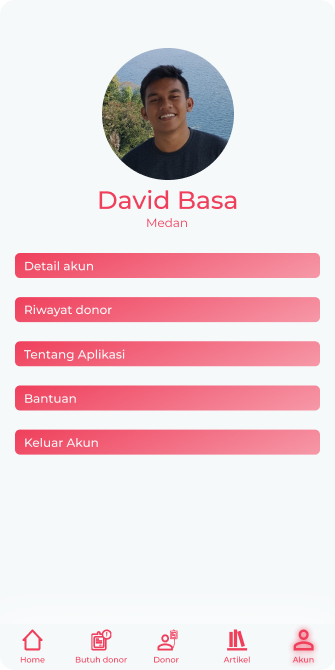 David Basa
Medan
Detail akun
Riwayat donor
Tentang Aplikasi
Bantuan
Keluar Akun
Home
Butuh donor
Donor
Artikel
Akun